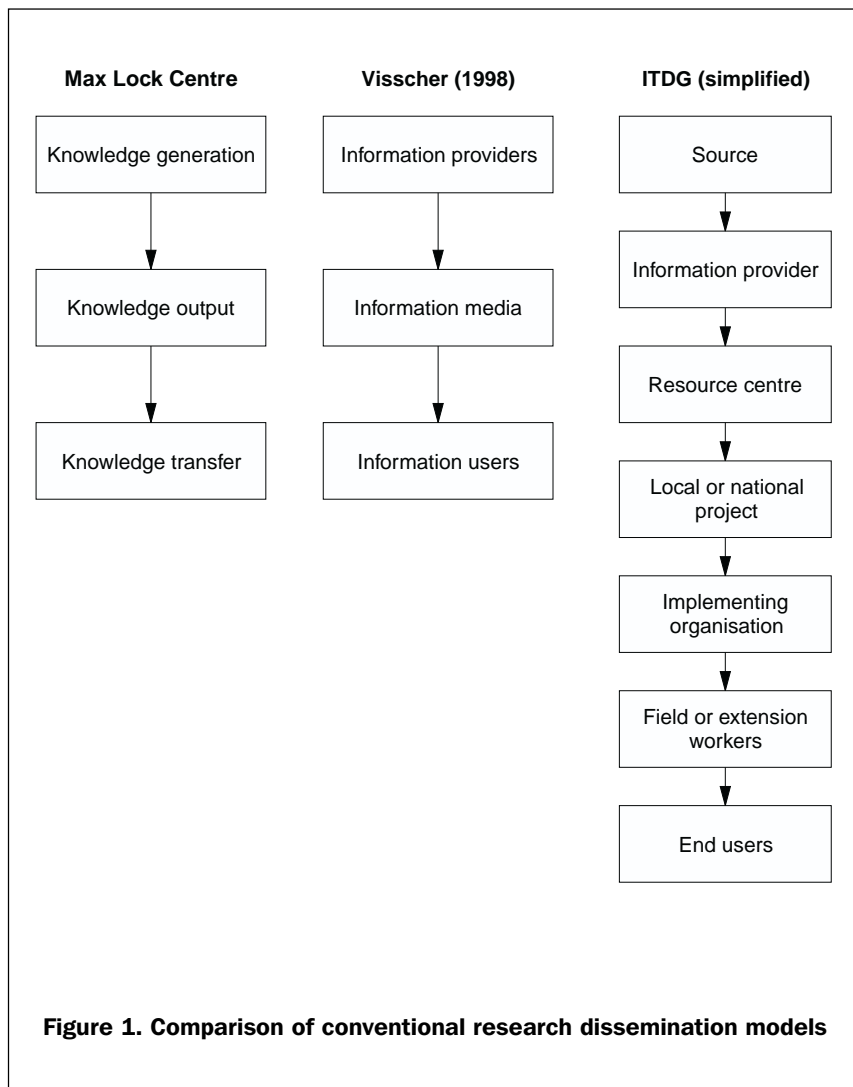 Max Lock Centre
Knowledge generation
Knowledge output
Knowledge transfer
Visscher (1998)
Information providers
Information media
Information users
ITDG (simplified)
Source
Information provider
Resource centre
Local or national
project
Implementing
organisation
Field or extension
workers
End users
Figure 1. Comparison of conventional research dissemination models